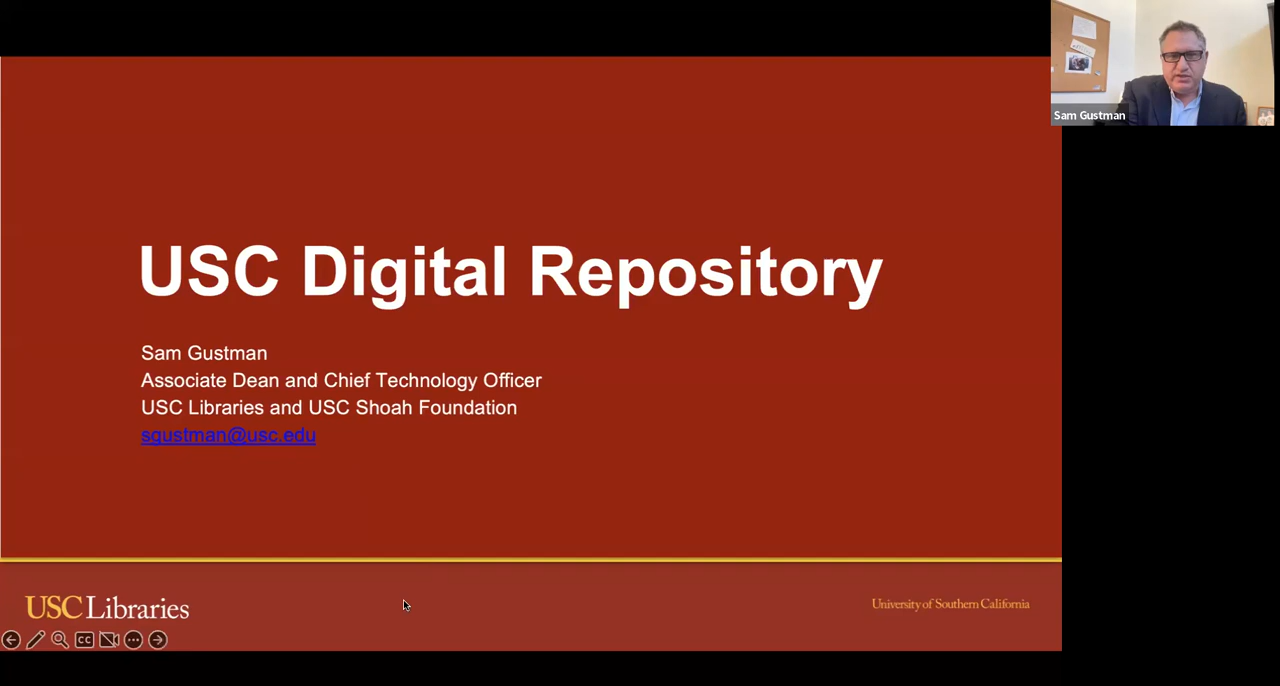 Sam Gustman
USC Digital Repository
Sam Gustman
Associate Dean and Chief Technology Officer
USC Libraries and USC Shoah Foundation
sgustman@usc.edu
USC Libraries
University of Southern California
CC